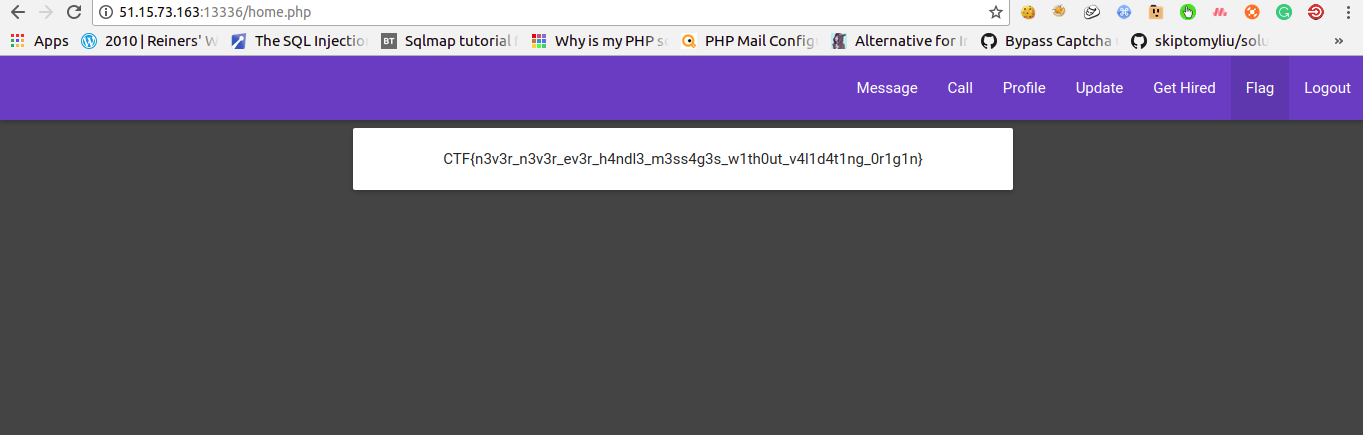 51.15.73.163:13336/home.php
Apps 2010 | Reiners' The SQL Injectio BT Sqlmap tutorial Why is my PHP PHP Mail Config Alternative for Bypass Captcha skiptomyliu/solu »
Message Call Profile Update Get Hired Flag Logout
CTF{n3v3r_n3v3r_ev3r_h4ndl3_m3ss4g3s_w1th0ut_v4l1d4t1ng_0r1g1n}